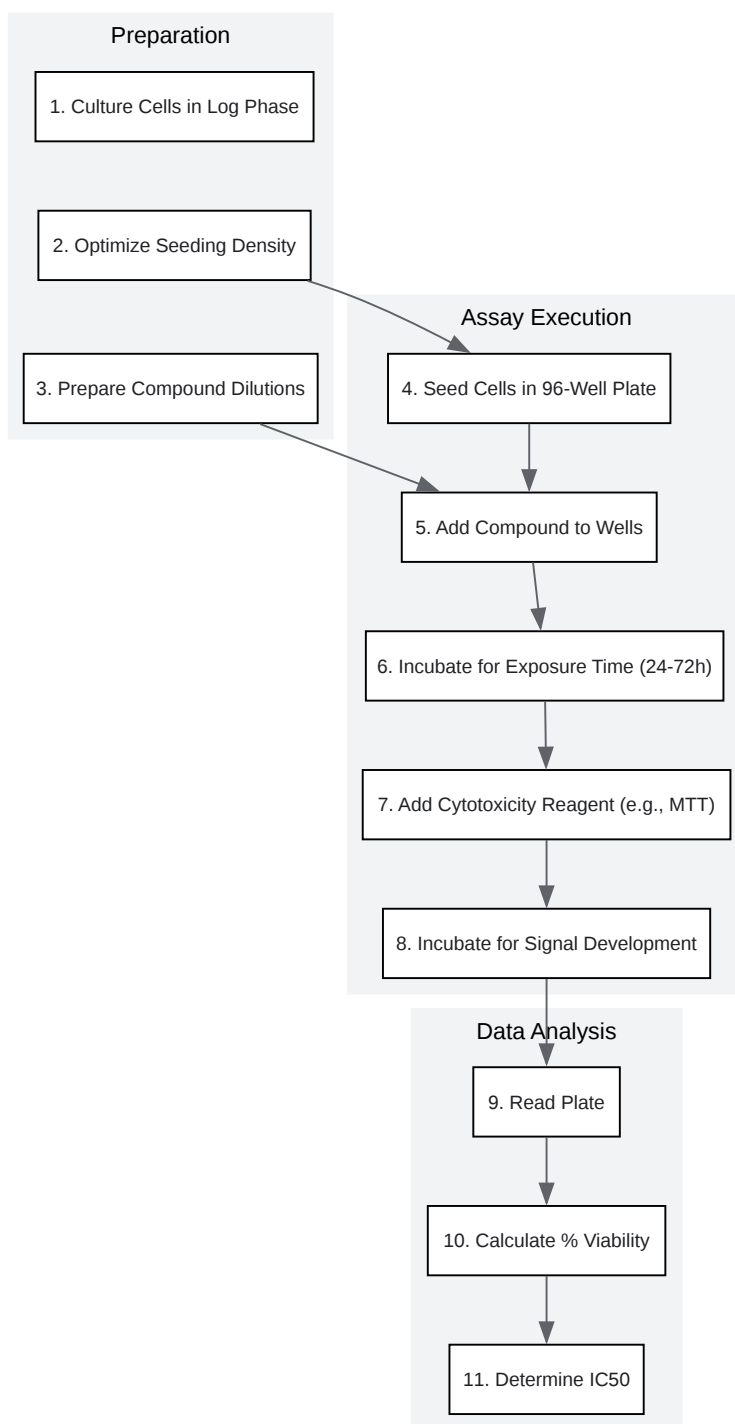 Preparation
1. Culture Cells in Log Phase
2. Optimize Seeding Density
3. Prepare Compound Dilutions
Assay Execution
4. Seed Cells in 96-Well Plate
5. Add Compound to Wells
6. Incubate for Exposure Time (24-72h)
7. Add Cytotoxicity Reagent (e.g., MTT)
8. Incubate for Signal Development
Data Analysis
9. Read Plate
10. Calculate % Viability
11. Determine IC50